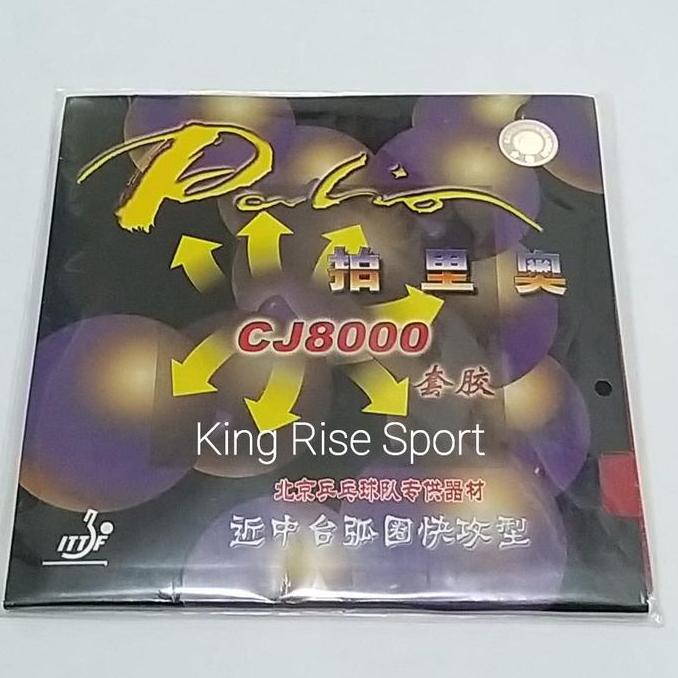 Palio
拍里奥
CJ8000
套胶
King Rise Sport
北京乒乓球队专供器材
近中台弧圈快攻型
ITTF